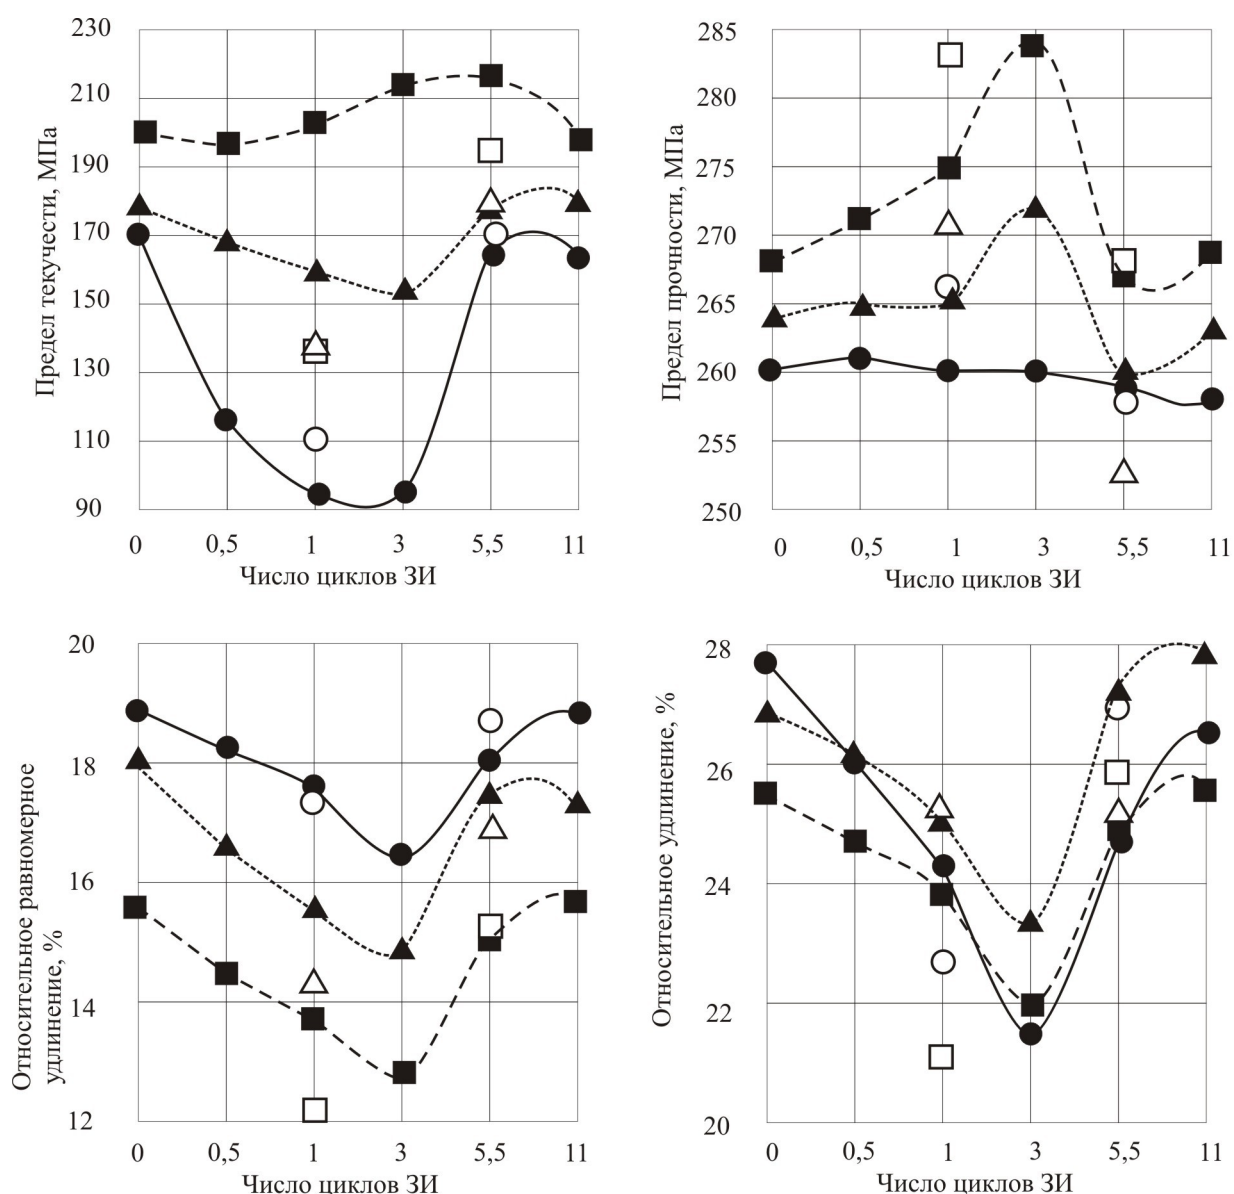 Предел текучести, МПа
230
210
190
170
150
130
110
90
0 0,5 1 3 5,5 11
Число циклов ЗИ
Предел прочности, МПа
285
280
275
270
265
260
255
250
0 0,5 1 3 5,5 11
Число циклов ЗИ
Относительное равномерное
удлинение, %
20
18
16
14
12
0 0,5 1 3 5,5 11
Число циклов ЗИ
Относительное удлинение, %
28
26
24
22
20
0 0,5 1 3 5,5 11
Число циклов ЗИ